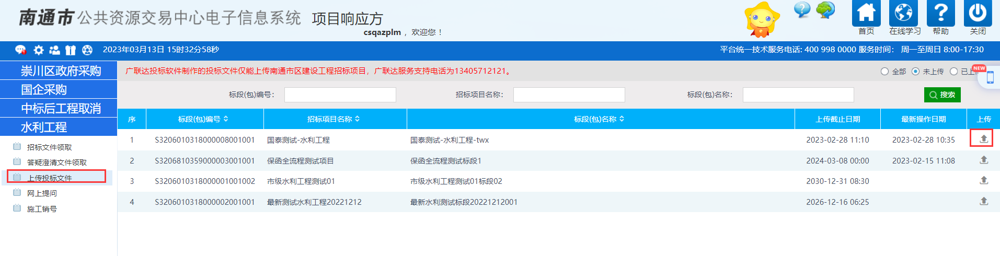 南通市 公共资源交易中心电子信息系统 项目响应方
csqazplm， 欢迎您！
首页 在线学习 帮助 关闭
2023年03月13日 15时32分58秒
平台统一技术服务电话: 400 998 0000 服务时间： 周一至周日 8:00-17:30
崇川区政府采购
国企采购
中标后工程取消
水利工程
招标文件领取
答疑澄清文件领取
上传投标文件
网上提问
施工销号
广联达投标软件制作的投标文件仅能上传南通市区建设工程招标项目，广联达服务支持电话为13405712121。
全部 未上传 已上
NEW
标段(包)编号： 招标项目名称： 标段(包)名称： 搜索
序 标段(包)编号 招标项目名称 标段(包)名称 上传截止日期 最新操作日期 上传
1 S3206010318000008001001 国泰测试-水利工程 国泰测试-水利工程-twx 2023-02-28 11:10 2023-02-28 10:35
2 S3206810359000003001001 保函全流程测试项目 保函全流程测试标段1 2024-03-08 00:00 2023-02-15 11:08
3 S3206010318000001001002 市级水利工程测试01 市级水利工程测试01标段02 2030-12-31 08:30
4 S3206010318000002001001 最新测试水利工程20221212 最新水利测试标段20221212001 2026-12-16 06:25